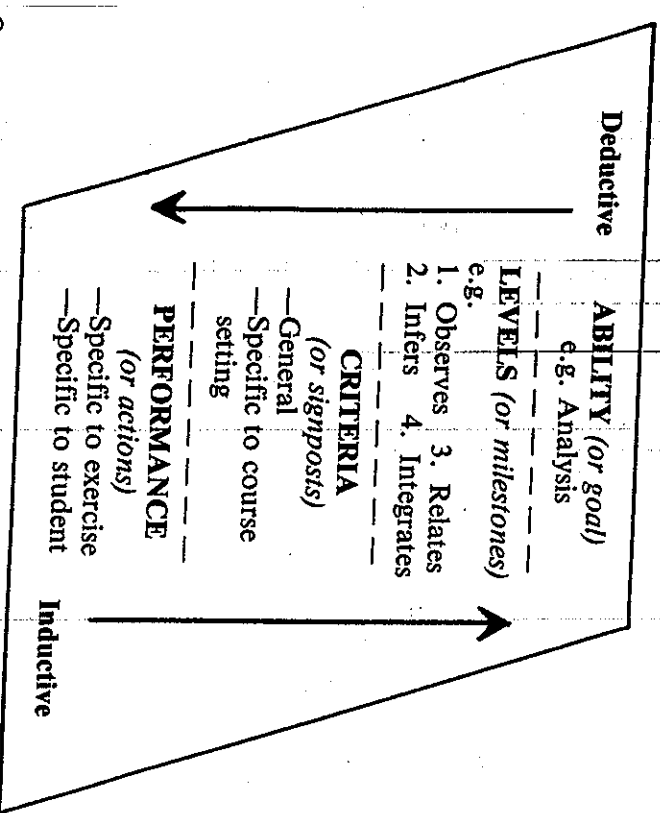 Deductive
ABILITY (or goal)
e.g. Analysis
LEVELS (or milestones)
e.g.
1. Observes 3. Relates
2. Infers 4. Integrates
CRITERIA
(or signposts)
—General
—Specific to course
setting
PERFORMANCE
(or actions)
—Specific to exercise
—Specific to student
Inductive